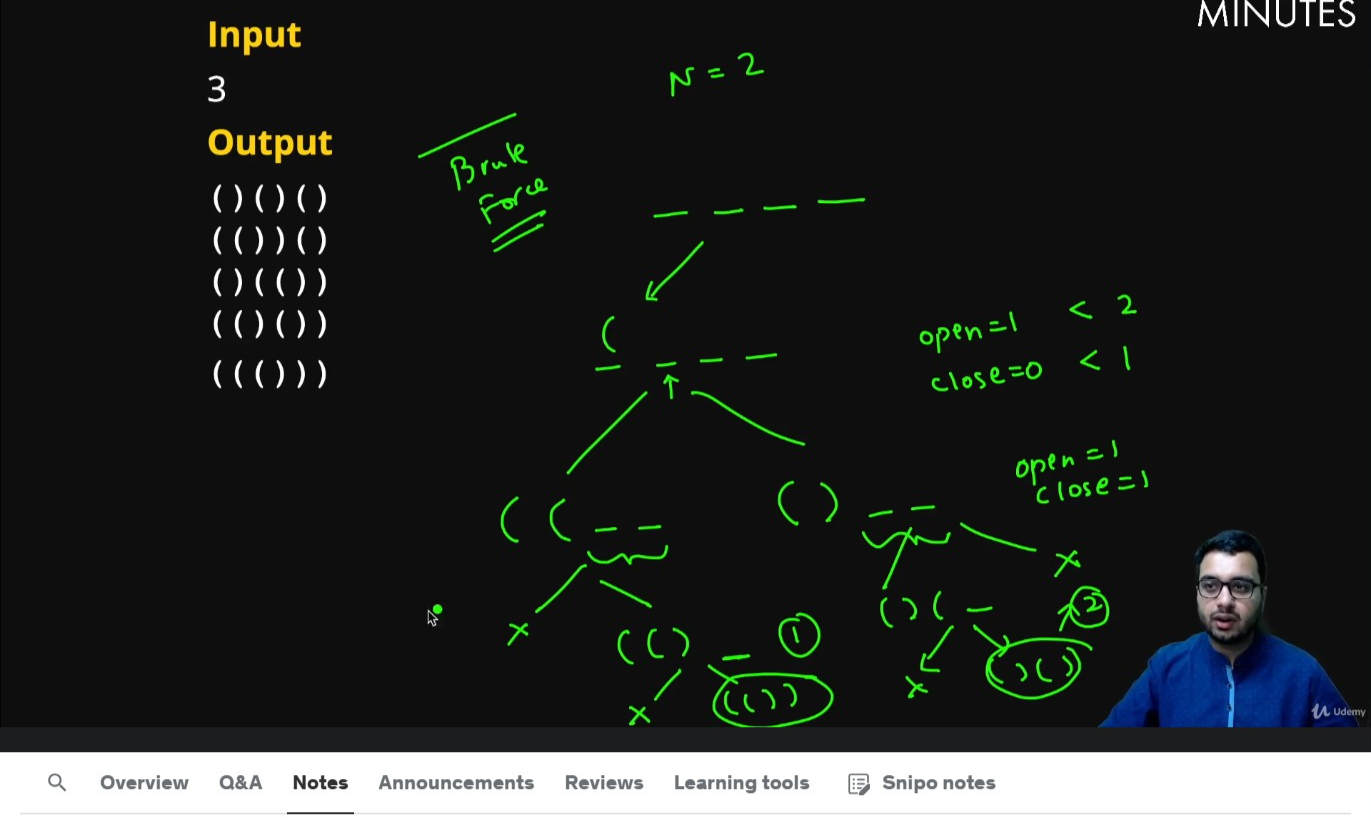 MINUTES
Input
3
Output
()()()
(())()
()(())
(()())
((()))
N = 2
Brute
Force
(
open=1 < 2
close=0 < 1
open=1
close=1
( (
( )
x
x
(()
1
()(
2
x
(())
x
()()
Udemy
Overview Q&A Notes Announcements Reviews Learning tools Snipo notes